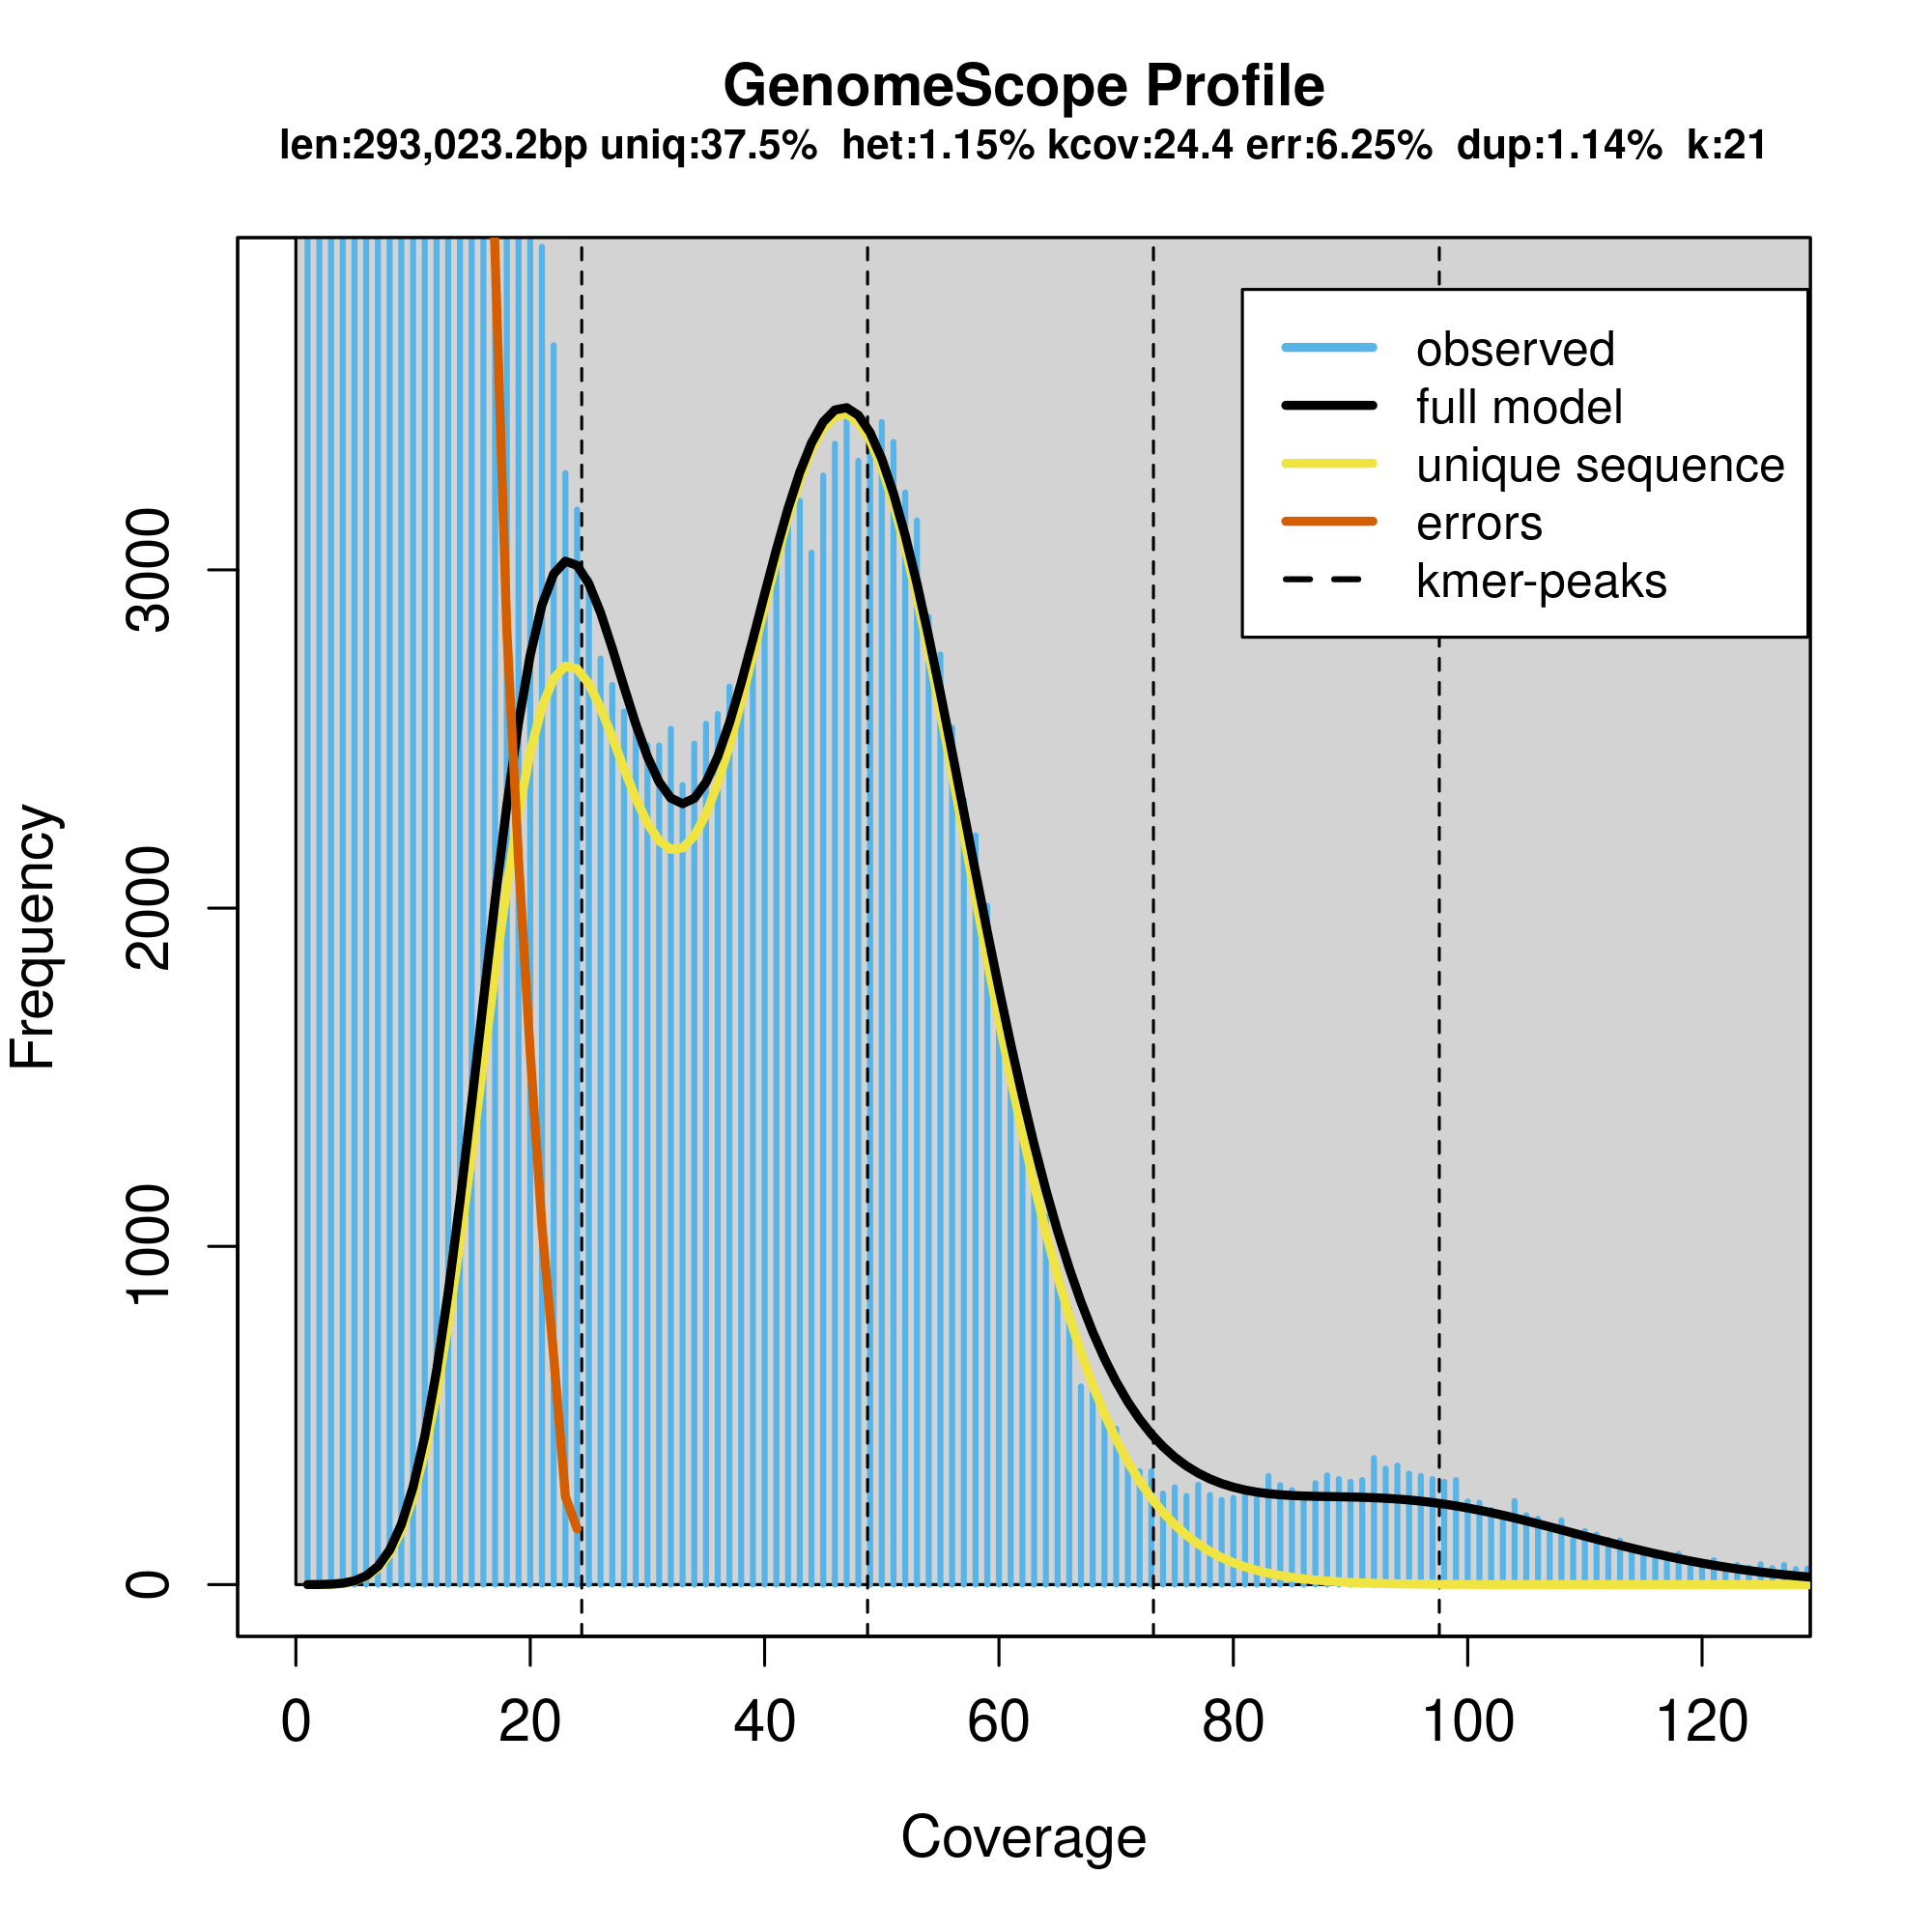 GenomeScope Profile
len:293,023.2bp uniq:37.5% het:1.15% kcov:24.4 err:6.25% dup:1.14% k:21
observed
full model
unique sequence
errors
kmer-peaks
Frequency
3000
2000
1000
0
0 20 40 60 80 100 120
Coverage